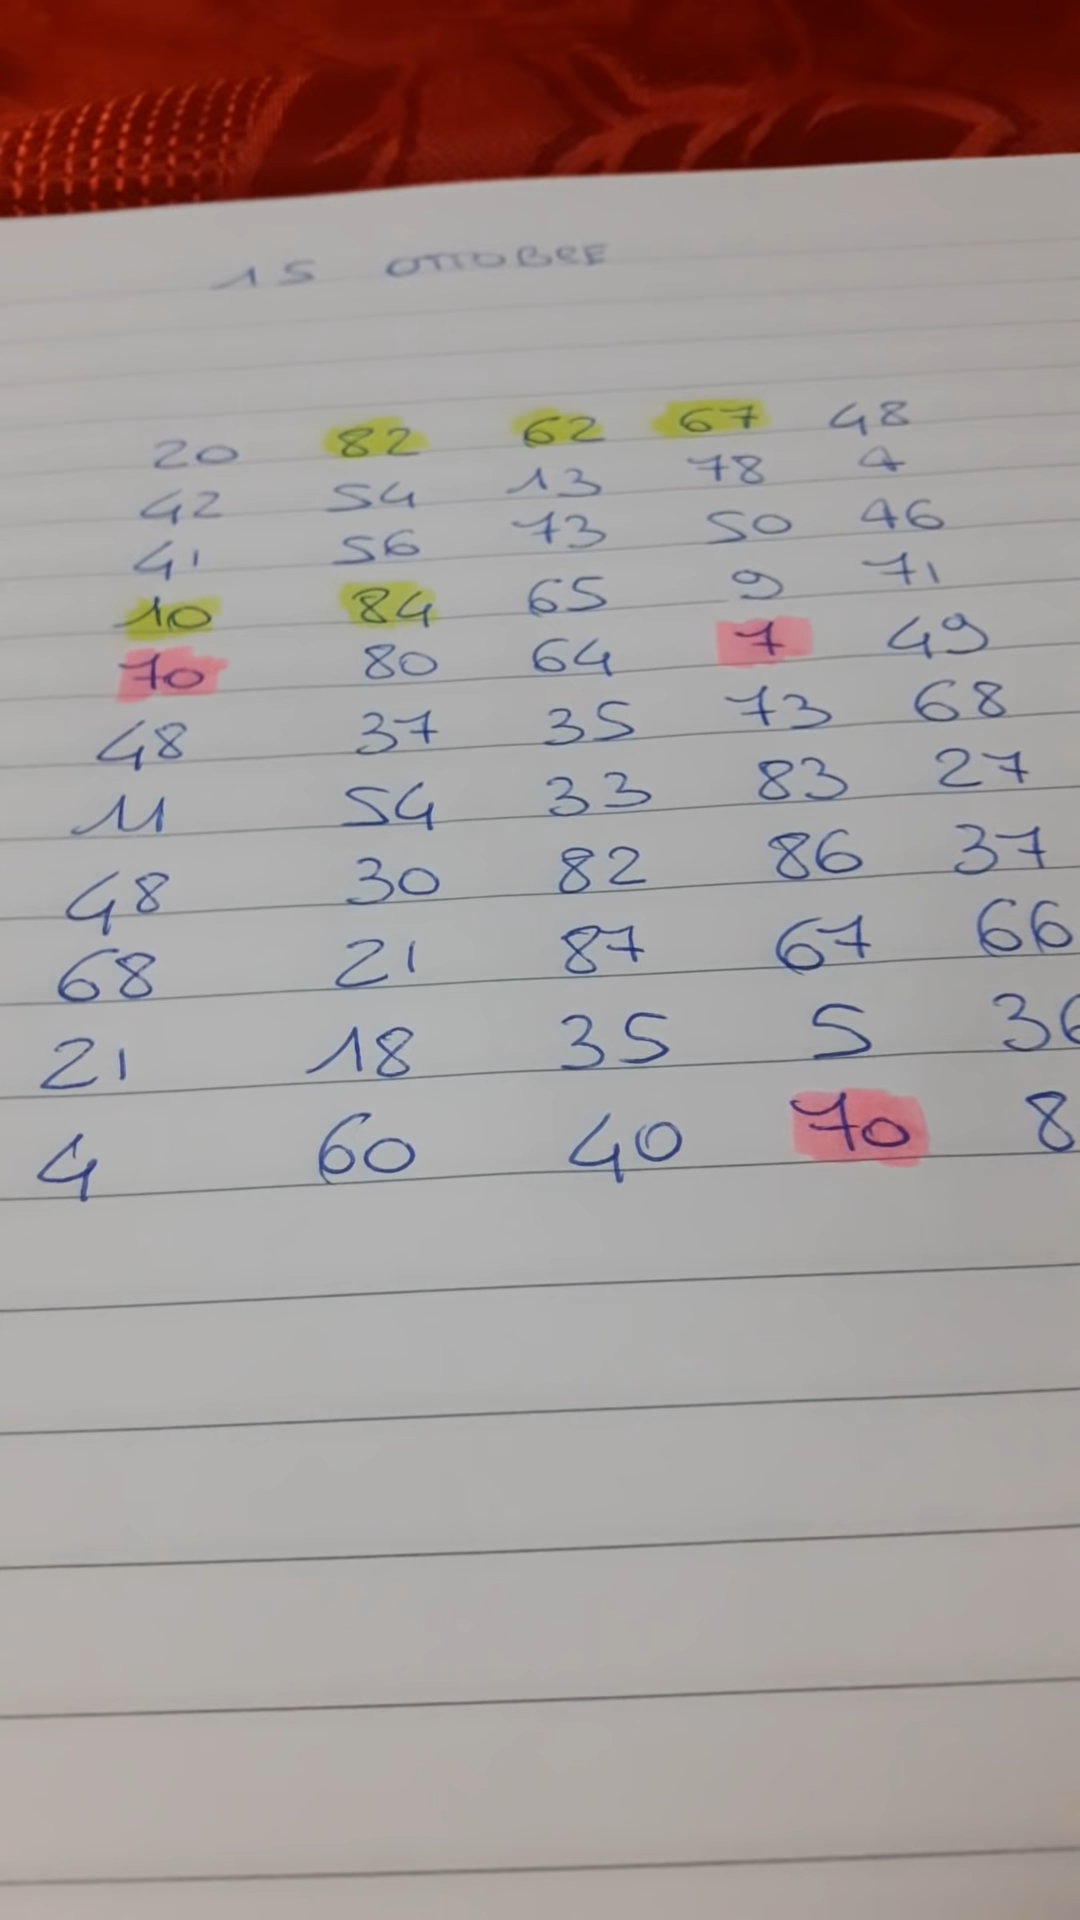 15 OTTOBRE
20 82 62 67 48
42 54 13 78 4
41 56 73 50 46
10 84 65 9 71
70 80 64 7 49
48 37 35 73 68
11 54 33 83 27
48 30 82 86 37
68 21 87 67 66
21 18 35 5
4 60 40 70